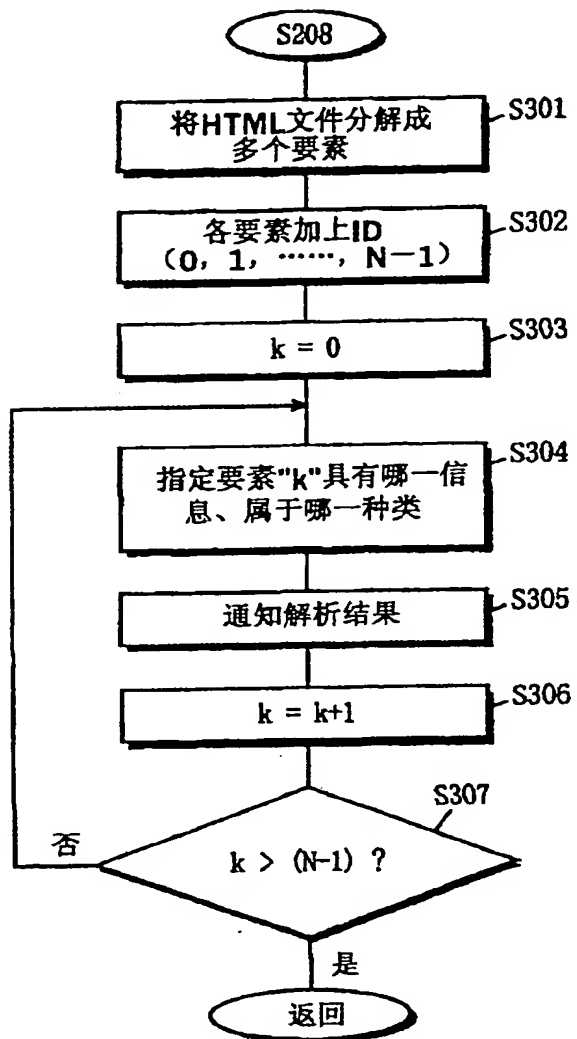 S208
将HTML文件分解成
多个要素
S301
各要素加上ID
（0，1，……，N－1）
S302
k = 0
S303
指定要素"k"具有哪一信
息、属于哪一种类
S304
通知解析结果
S305
k = k+1
S306
S307
k > (N-1) ?
否
是
返回